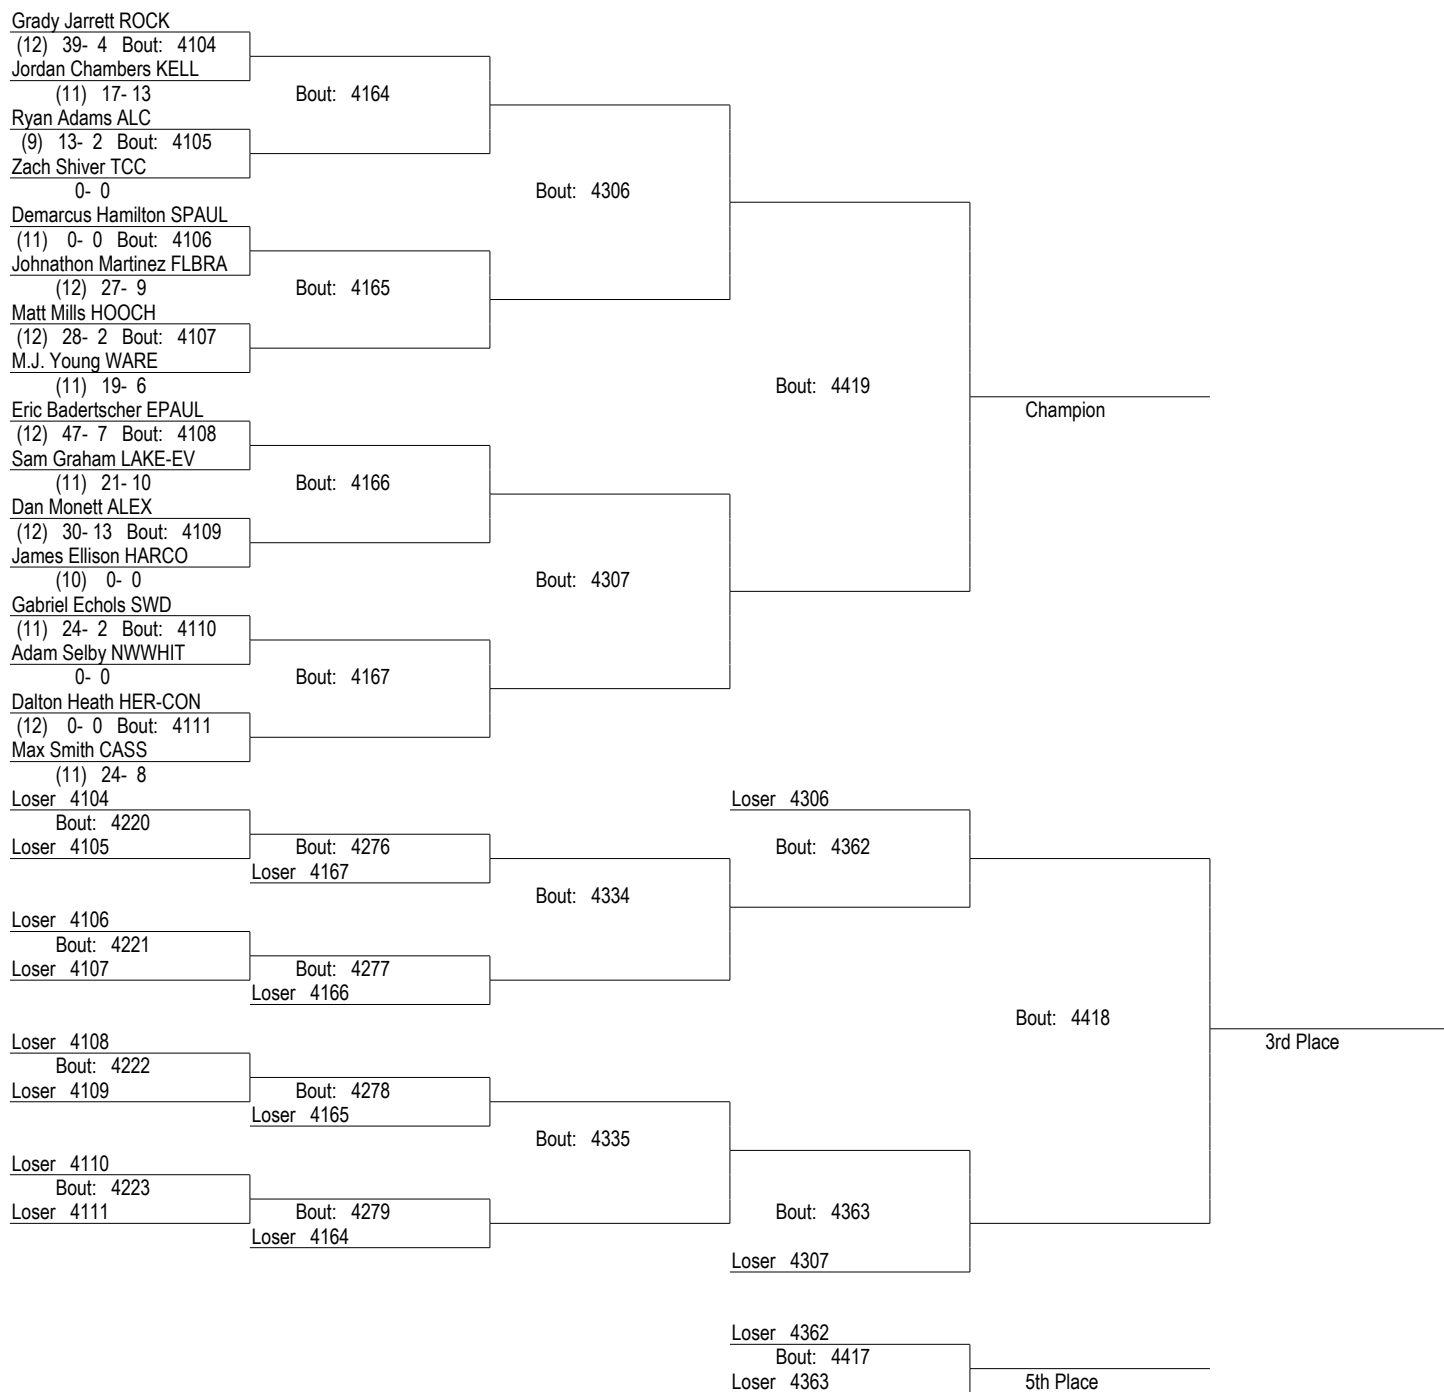 Grady Jarrett ROCK
(12) 39- 4 Bout: 4104
Jordan Chambers KELL
(11) 17- 13
Bout: 4164
Ryan Adams ALC
(9) 13- 2 Bout: 4105
Zach Shiver TCC
0- 0
Bout: 4306
Demarcus Hamilton SPAUL
(11) 0- 0 Bout: 4106
Johnathon Martinez FLBRA
(12) 27- 9
Bout: 4165
Matt Mills HOOCH
(12) 28- 2 Bout: 4107
M.J. Young WARE
(11) 19- 6
Bout: 4419
Champion
Eric Badertscher EPAUL
(12) 47- 7 Bout: 4108
Sam Graham LAKE-EV
(11) 21- 10
Bout: 4166
Dan Monett ALEX
(12) 30- 13 Bout: 4109
James Ellison HARCO
(10) 0- 0
Bout: 4307
Gabriel Echols SWD
(11) 24- 2 Bout: 4110
Adam Selby NWWHIT
0- 0
Bout: 4167
Dalton Heath HER-CON
(12) 0- 0 Bout: 4111
Max Smith CASS
(11) 24- 8
Loser 4104
Bout: 4220
Loser 4105
Bout: 4276
Loser 4167
Bout: 4334
Loser 4306
Bout: 4362
Loser 4106
Bout: 4221
Loser 4107
Bout: 4277
Loser 4166
Bout: 4418
3rd Place
Loser 4108
Bout: 4222
Loser 4109
Bout: 4278
Loser 4165
Bout: 4335
Loser 4110
Bout: 4223
Loser 4111
Bout: 4279
Loser 4164
Bout: 4363
Loser 4307
Loser 4362
Bout: 4417
Loser 4363
5th Place